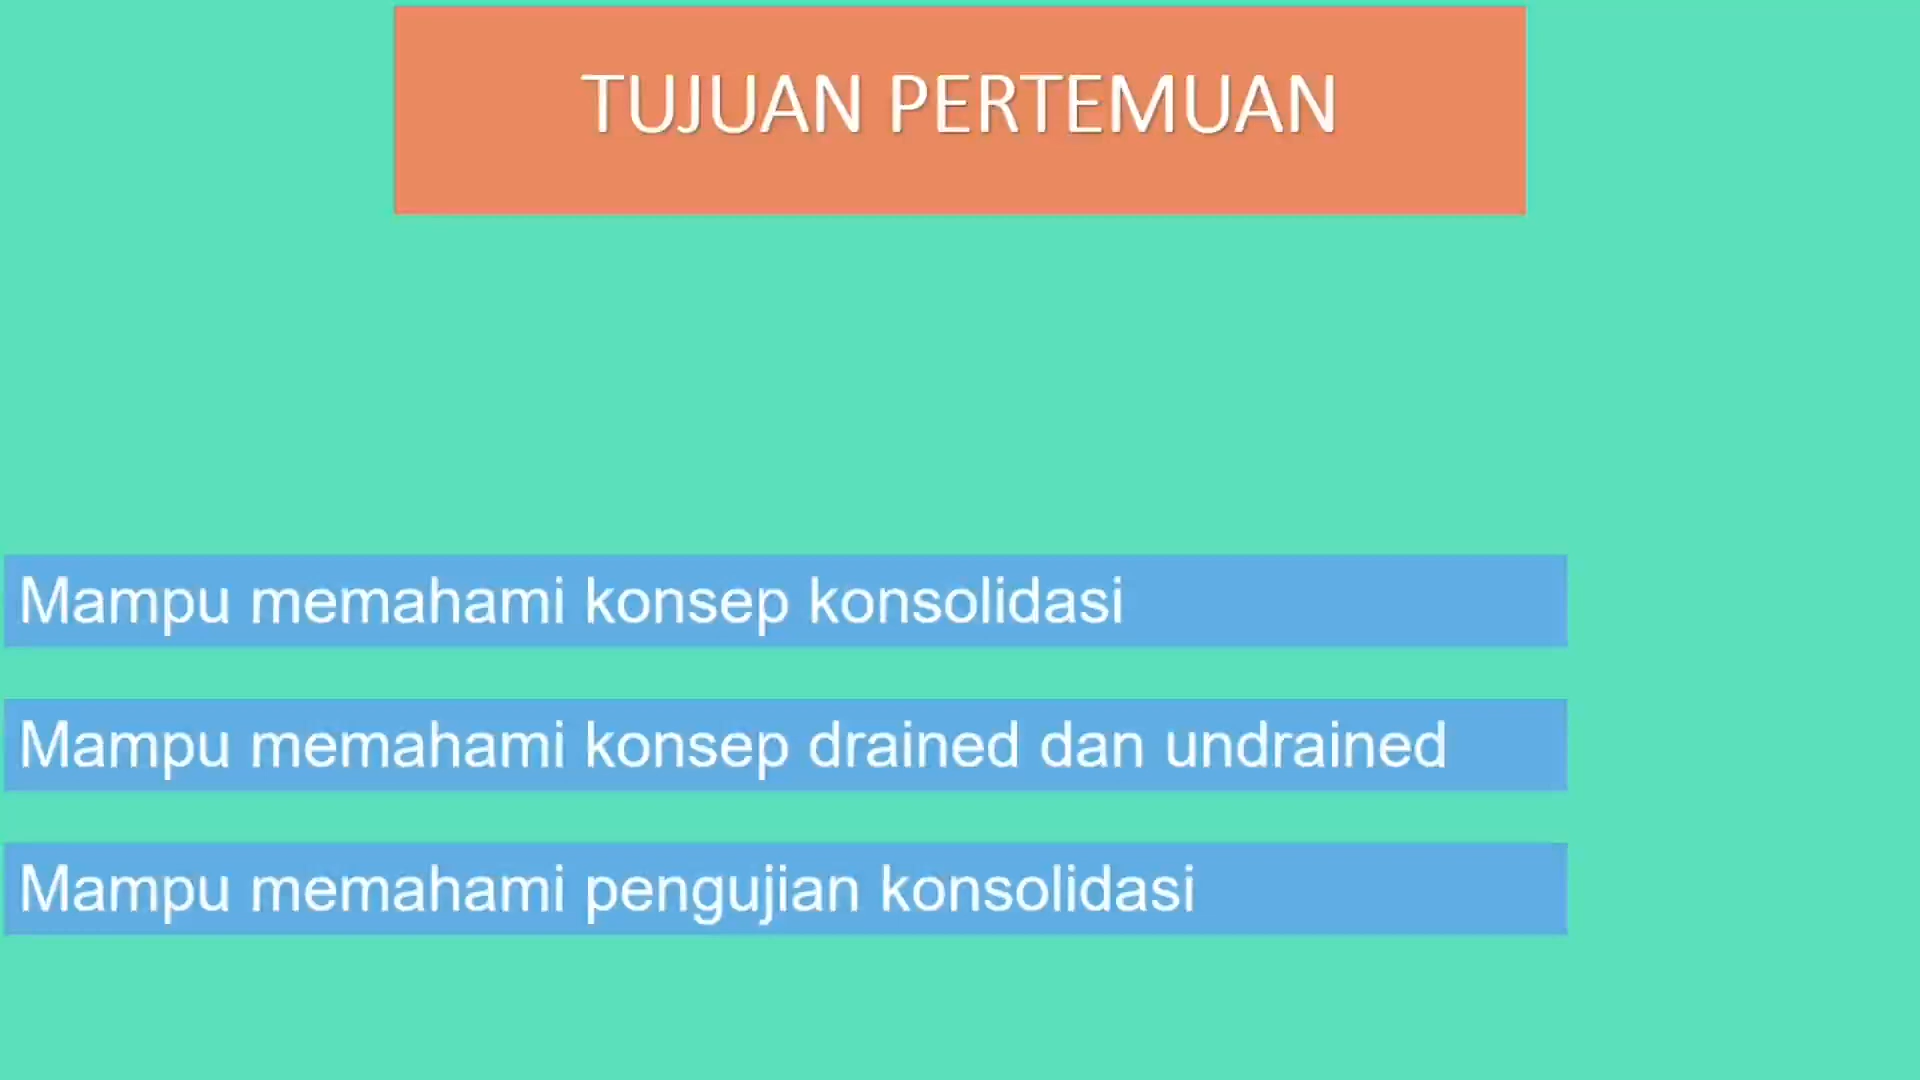 TUJUAN PERTEMUAN
Mampu memahami konsep konsolidasi
Mampu memahami konsep drained dan undrained
Mampu memahami pengujian konsolidasi